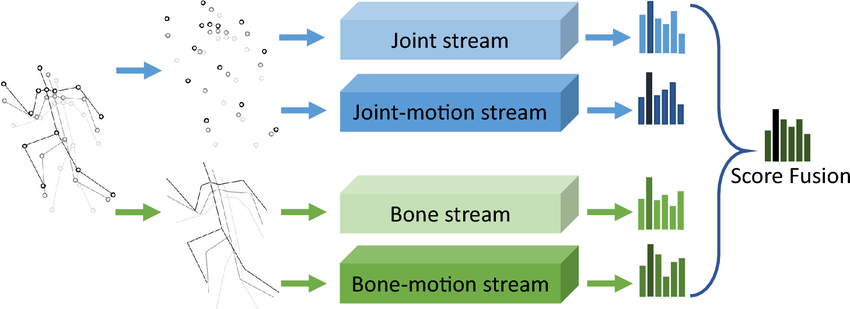 Joint stream
Joint-motion stream
Score Fusion
Bone stream
Bone-motion stream